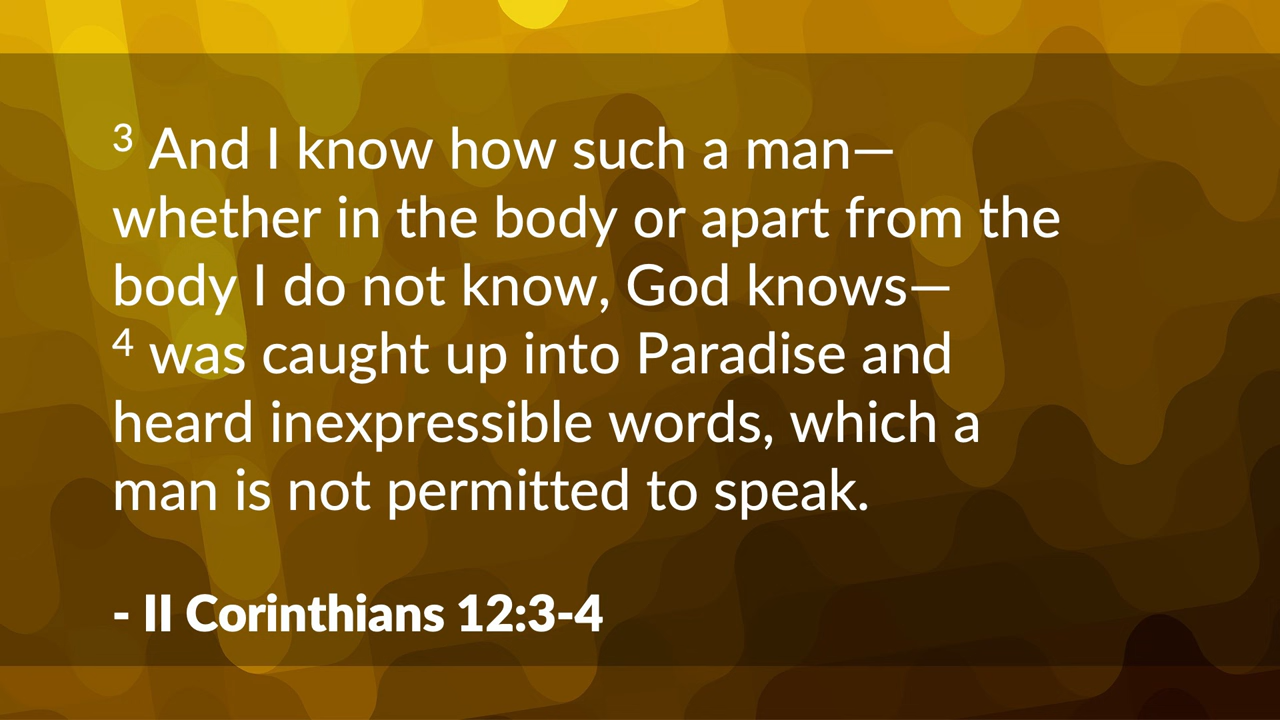 3 And I know how such a man—
whether in the body or apart from the
body I do not know, God knows—
4 was caught up into Paradise and
heard inexpressible words, which a
man is not permitted to speak.
- II Corinthians 12:3-4